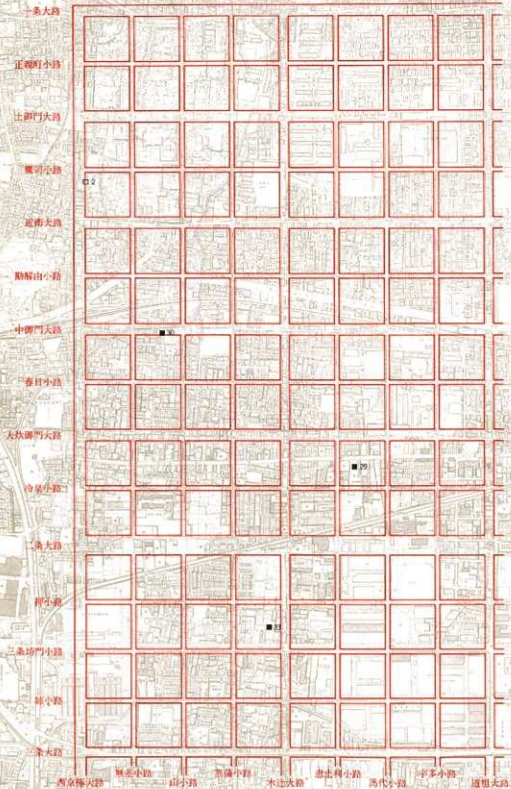 一条大路
正親町小路
土御門大路
鷹司小路
2
近衛大路
勘解由小路
中御門大路
30
春日小路
大炊御門大路
29
冷泉小路
二条大路
押小路
三条坊門小路
姉小路
三条大路
西京極大路
無差小路
山小路
菖蒲小路
木辻大路
恵止利小路
馬代小路
宇多小路
道祖大路